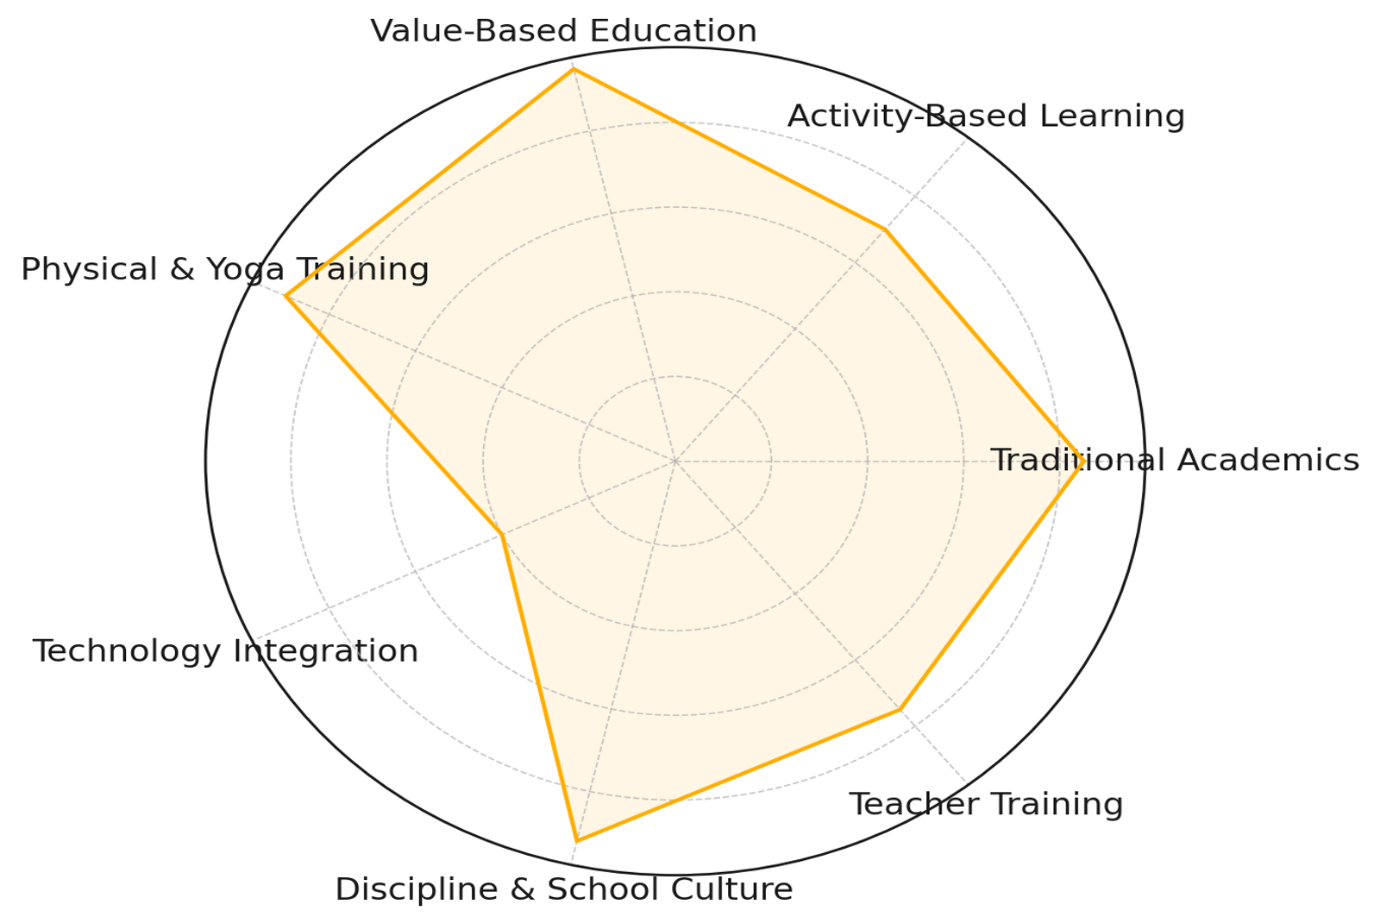 Value-Based Education
Activity-Based Learning
Physical & Yoga Training
Traditional Academics
Technology Integration
Teacher Training
Discipline & School Culture